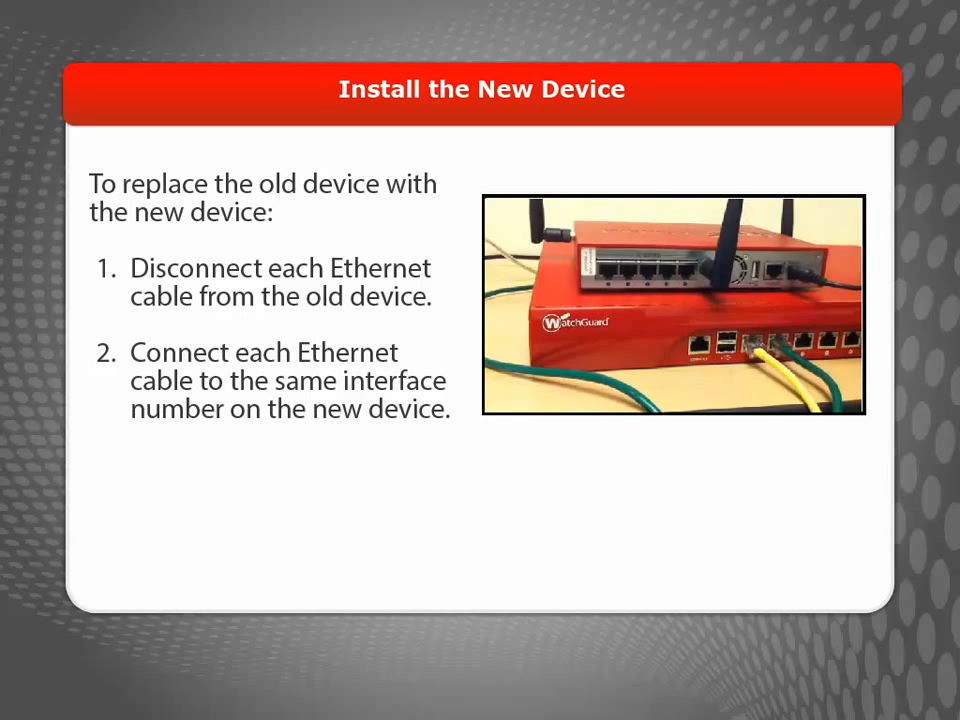 Install the New Device
To replace the old device with
the new device:
1. Disconnect each Ethernet
cable from the old device.
2. Connect each Ethernet
cable to the same interface
number on the new device.
WatchGuard